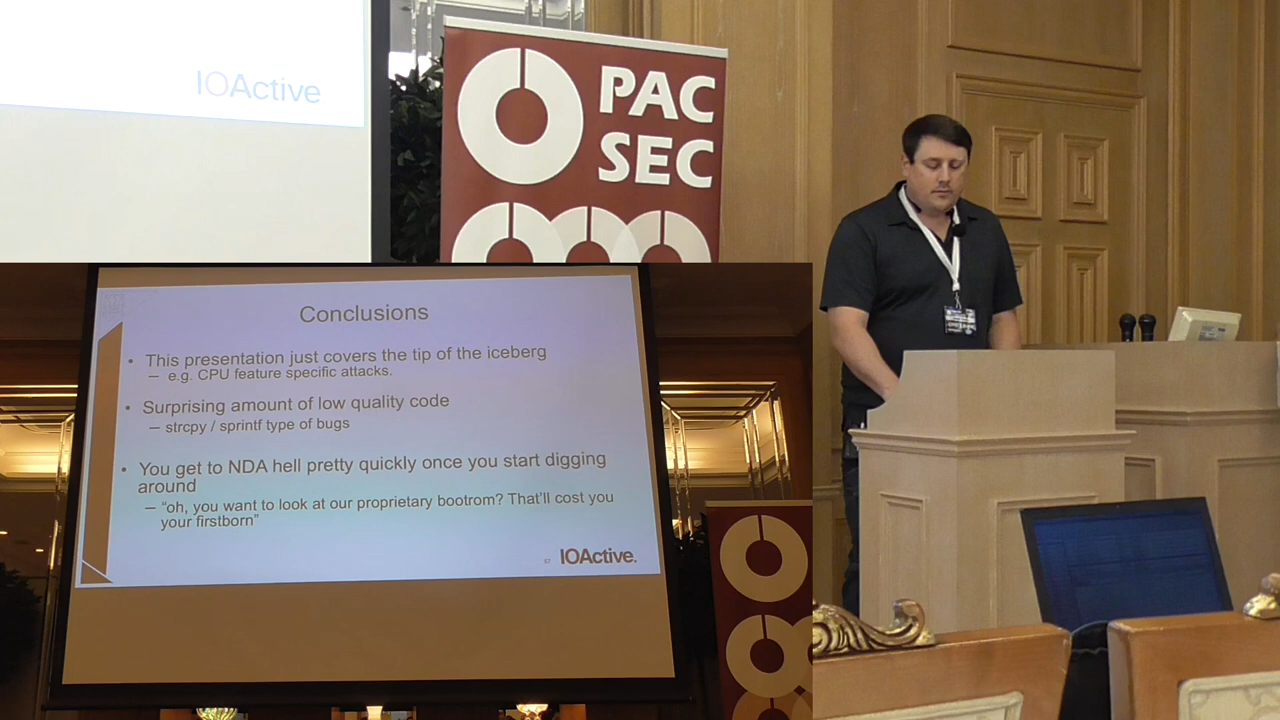 IOActive
PAC
SEC
Conclusions
• This presentation just covers the tip of the iceberg
– e.g. CPU feature specific attacks.
• Surprising amount of low quality code
– strcpy / sprintf type of bugs
• You get to NDA hell pretty quickly once you start digging
around
– “oh, you want to look at our proprietary bootrom? That’ll cost you
your firstborn”
IOActive.